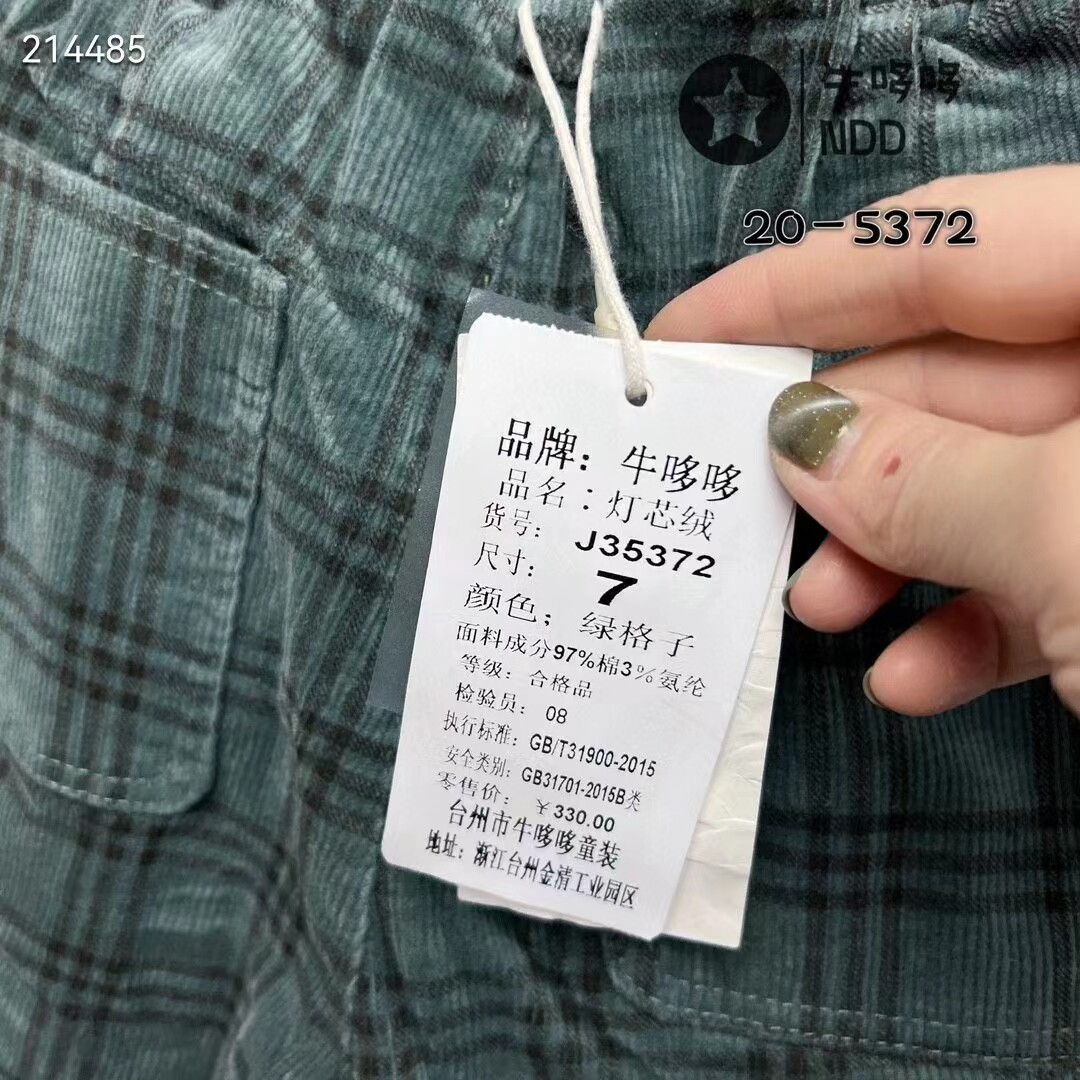 214485
牛哆哆
NDD
20-5372
品牌：牛哆哆
品名：灯芯绒
货号：J35372
尺寸：7
颜色：绿格子
面料成分97%棉3%氨纶
等级：合格品
检验员：08
执行标准：GB/T31900-2015
安全类别：GB31701-2015B类
零售价：￥330.00
台州市牛哆哆童装
地址：浙江台州金清工业园区